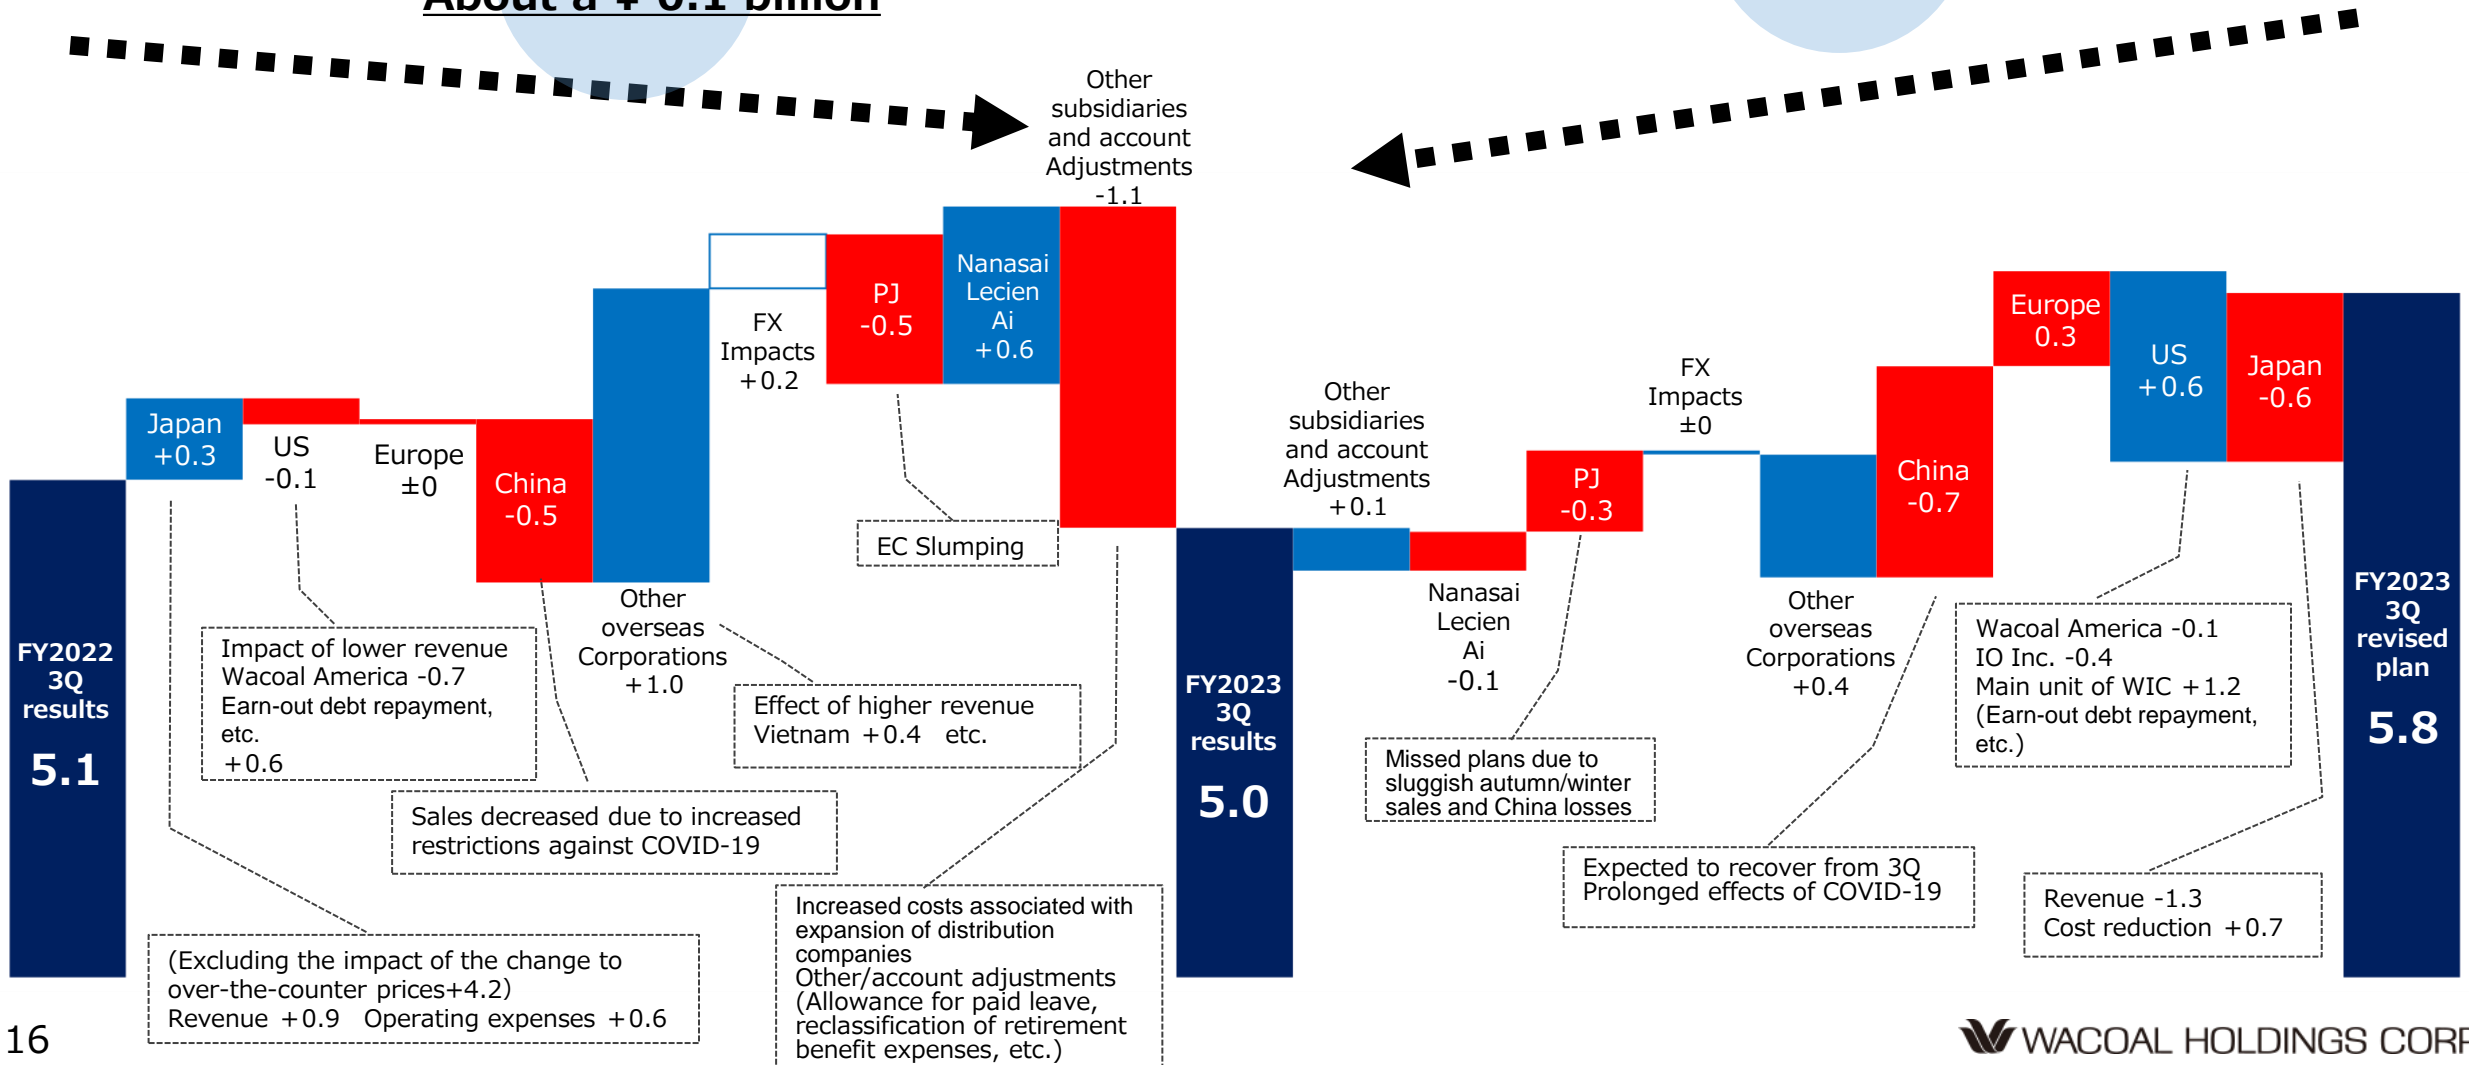 About a ¥ 0.1 billion
Other
subsidiaries
and account
Adjustments
-1.1
FY2022
3Q
results
5.1
Japan
+0.3
US
-0.1
Europe
±0
China
-0.5
Other
overseas
Corporations
+1.0
FX
Impacts
+0.2
PJ
-0.5
Nanasai
Lecien
Ai
+0.6
EC Slumping
Impact of lower revenue
Wacoal America -0.7
Earn-out debt repayment,
etc.
+0.6
Effect of higher revenue
Vietnam +0.4 etc.
Sales decreased due to increased
restrictions against COVID-19
(Excluding the impact of the change to
over-the-counter prices+4.2)
Revenue +0.9 Operating expenses +0.6
Increased costs associated with
expansion of distribution
companies
Other/account adjustments
(Allowance for paid leave,
reclassification of retirement
benefit expenses, etc.)
FY2023
3Q
results
5.0
Other
subsidiaries
and account
Adjustments
+0.1
Nanasai
Lecien
Ai
-0.1
PJ
-0.3
FX
Impacts
±0
Other
overseas
Corporations
+0.4
China
-0.7
Europe
0.3
US
+0.6
Japan
-0.6
FY2023
3Q
revised
plan
5.8
Missed plans due to
sluggish autumn/winter
sales and China losses
Expected to recover from 3Q
Prolonged effects of COVID-19
Wacoal America -0.1
IO Inc. -0.4
Main unit of WIC +1.2
(Earn-out debt repayment,
etc.)
Revenue -1.3
Cost reduction +0.7
16
WACOAL HOLDINGS CORP